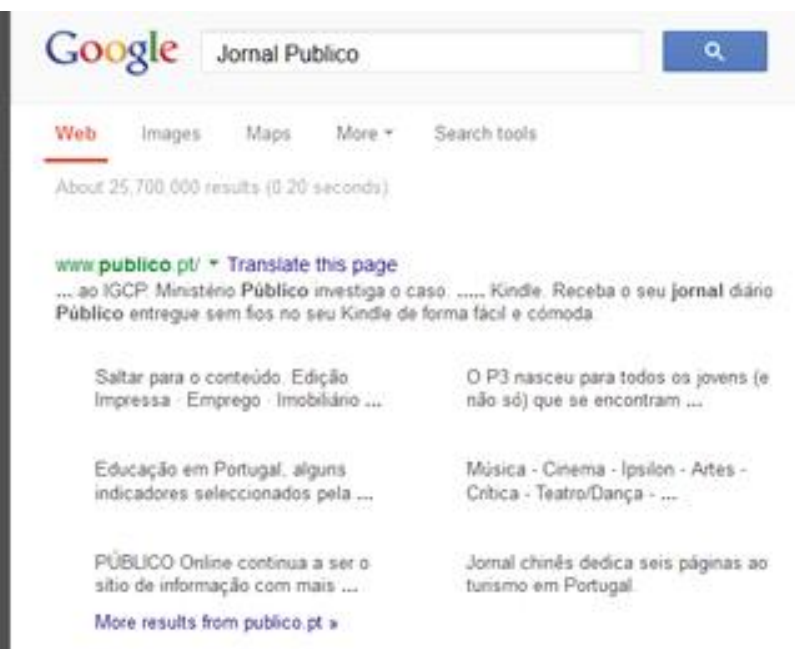 Google Jornal Publico
Web Images Maps More Search tools
About 25,700,000 results (0.20 seconds)
www.publico.pt/ Translate this page
... ao IGCP. Ministério Público investiga o caso. ..... Kindle. Receba o seu jornal diário
Público entregue sem fios no seu Kindle de forma fácil e cómoda
Saltar para o conteúdo. Edição
Impressa · Emprego · Imobiliário ...
O P3 nasceu para todos os jovens (e
não só) que se encontram ...
Educação em Portugal, alguns
indicadores seleccionados pela ...
Música - Cinema - Ipsilon - Artes -
Crítica - Teatro/Dança - ...
PÚBLICO Online continua a ser o
sítio de informação com mais ...
Jornal chinês dedica seis páginas ao
turismo em Portugal.
More results from publico.pt »